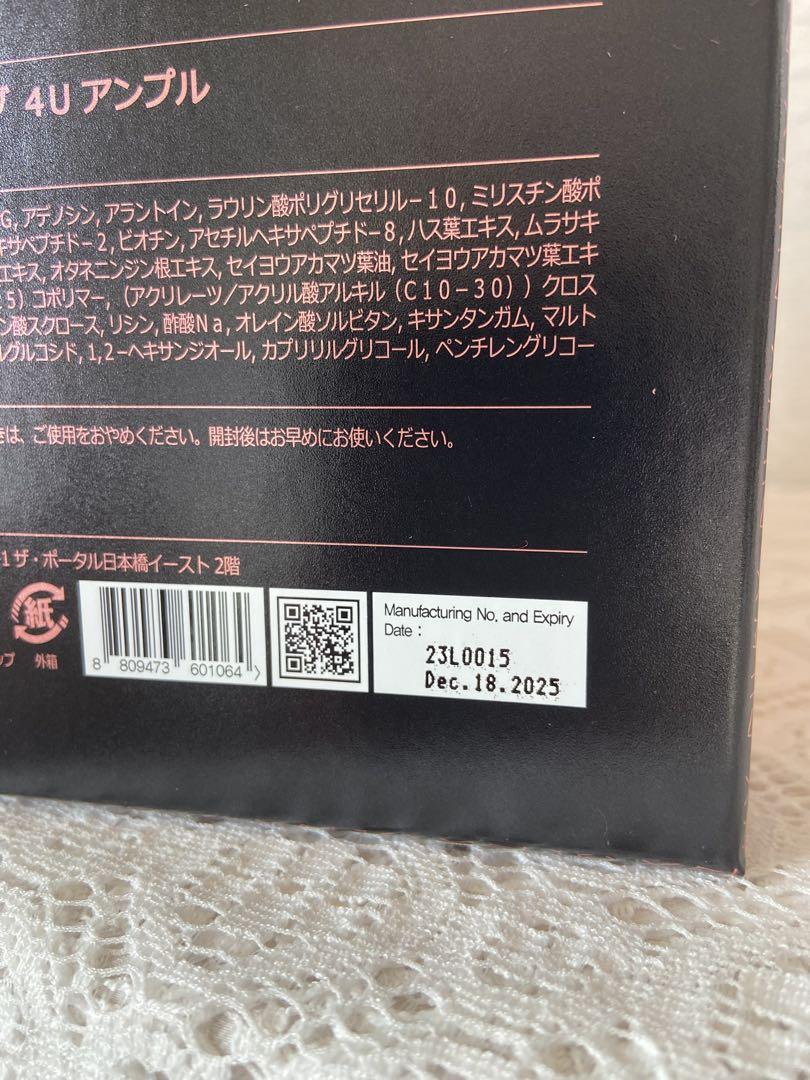 4U アンプル
G, アデノシン, アラントイン, ラウリン酸ポリグリセリル－10, ミリスチン酸ポ
キサペプチド－2, ビオチン, アセチルヘキサペプチド－8, ハス葉エキス, ムラサキ
エキス, オタネニンジン根エキス, セイヨウアカマツ葉油, セイヨウアカマツ葉エキ
5）コポリマー,（アクリレーツ／アクリル酸アルキル（C10－30））クロス
ン酸スクロース, リシン, 酢酸Na, オレイン酸ソルビタン, キサンタンガム, マルト
ルグルコシド, 1,2－ヘキサンジオール, カプリリルグリコール, ペンチレングリコー
きは、ご使用をおやめください。開封後はお早めにお使いください。
1 ザ・ポータル日本橋イースト 2階
紙
ップ 外箱
8 809473 601064
Manufacturing No. and Expiry
Date :
23L0015
Dec.18.2025